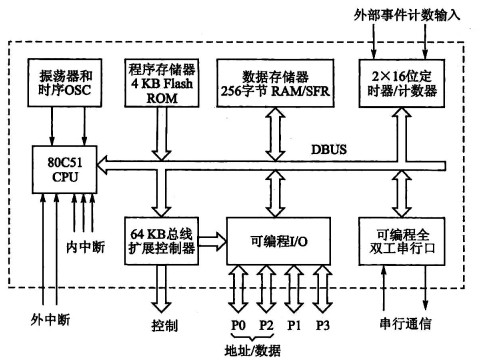 外部事件计数输入
振荡器和
时序OSC
程序存储器
4 KB Flash
ROM
数据存储器
256字节 RAM/SFR
2×16位定
时器/计数器
80C51
CPU
DBUS
内中断
64 KB总线
扩展控制器
可编程I/O
可编程全
双工串行口
外中断
控制
P0 P2 P1 P3
地址/数据
串行通信